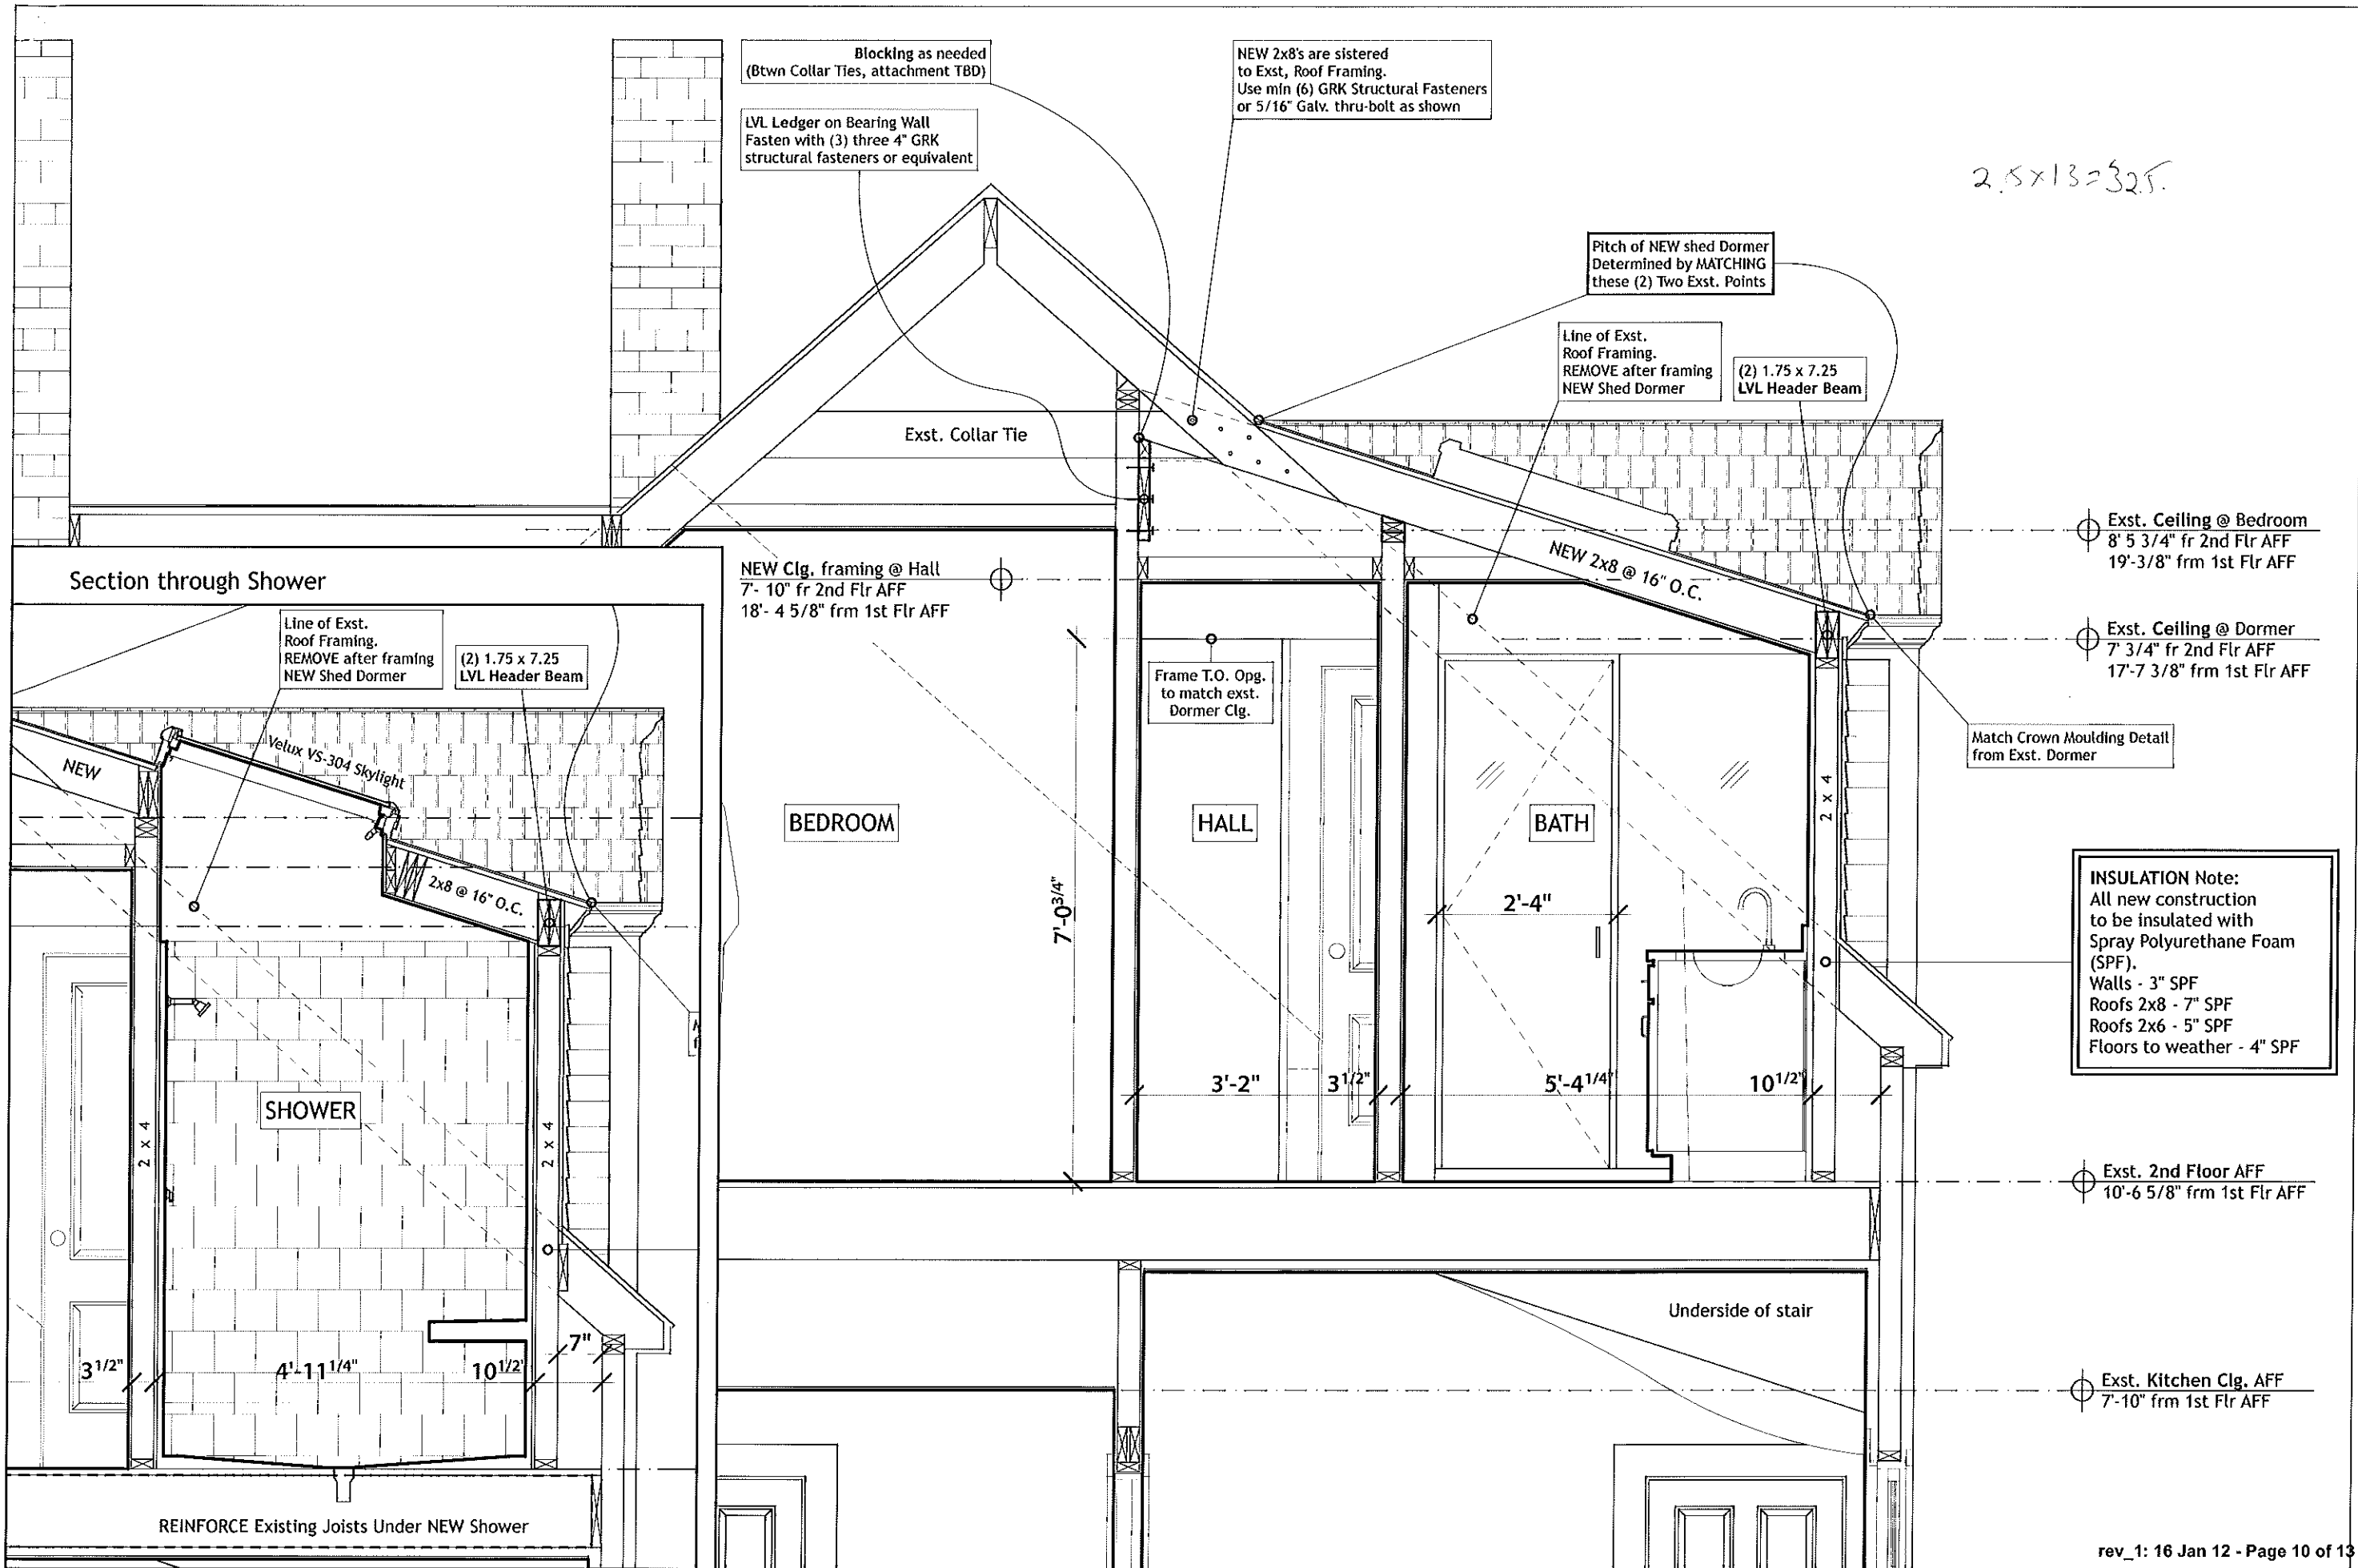 Blocking as needed
(Btwn Collar Ties, attachment TBD)
LVL Ledger on Bearing Wall
Fasten with (3) three 4" GRK
structural fasteners or equivalent
NEW 2x8's are sistered
to Exst, Roof Framing.
Use min (6) GRK Structural Fasteners
or 5/16" Galv. thru-bolt as shown
2.5x13=32.5.
Pitch of NEW shed Dormer
Determined by MATCHING
these (2) Two Exst. Points
Line of Exst.
Roof Framing.
REMOVE after framing
NEW Shed Dormer
(2) 1.75 x 7.25
LVL Header Beam
Exst. Collar Tie
NEW 2x8 @ 16" O.C.
Exst. Ceiling @ Bedroom
8' 5 3/4" fr 2nd Flr AFF
19'-3/8" frm 1st Flr AFF
NEW Clg. framing @ Hall
7'- 10" fr 2nd Flr AFF
18'- 4 5/8" frm 1st Flr AFF
Exst. Ceiling @ Dormer
7' 3/4" fr 2nd Flr AFF
17'-7 3/8" frm 1st Flr AFF
Frame T.O. Opg.
to match exst.
Dormer Clg.
Match Crown Moulding Detail
from Exst. Dormer
BEDROOM
HALL
BATH
2 x 4
7'-0 3/4"
2'-4"
INSULATION Note:
All new construction
to be insulated with
Spray Polyurethane Foam
(SPF).
Walls - 3" SPF
Roofs 2x8 - 7" SPF
Roofs 2x6 - 5" SPF
Floors to weather - 4" SPF
3'-2"
3 1/2"
5'-4 1/4"
10 1/2"
Exst. 2nd Floor AFF
10'-6 5/8" frm 1st Flr AFF
Underside of stair
Exst. Kitchen Clg. AFF
7'-10" frm 1st Flr AFF
Section through Shower
Line of Exst.
Roof Framing.
REMOVE after framing
NEW Shed Dormer
(2) 1.75 x 7.25
LVL Header Beam
NEW
Velux VS-304 Skylight
2x8 @ 16" O.C.
SHOWER
2 x 4
2 x 4
7"
3 1/2"
4'-11 1/4"
10 1/2'
REINFORCE Existing Joists Under NEW Shower
rev_1: 16 Jan 12 - Page 10 of 13